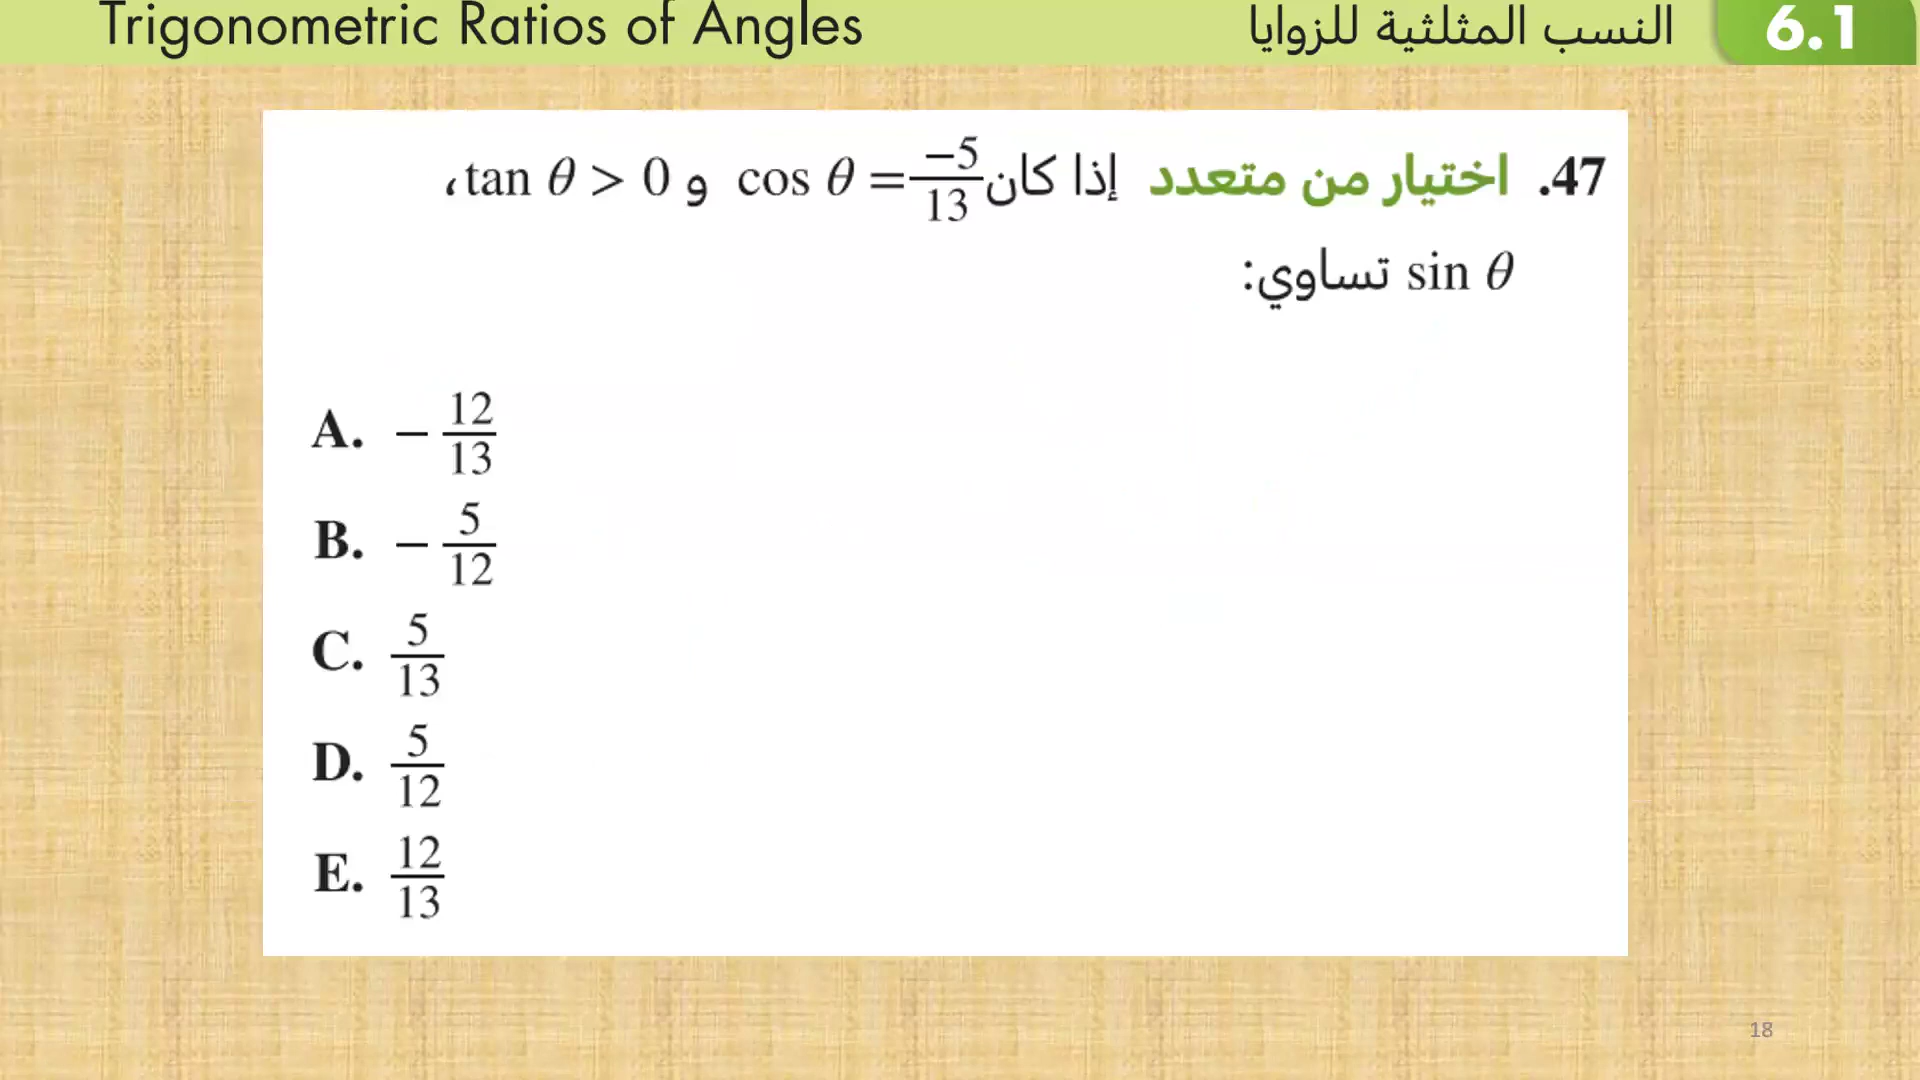 Trigonometric Ratios of Angles النسب المثلثية للزوايا 6.1
47. اختيار من متعدد إذا كان cos θ = −5/13 و tan θ > 0،
sin θ تساوي:
A. − 12/13
B. − 5/12
C. 5/13
D. 5/12
E. 12/13
18